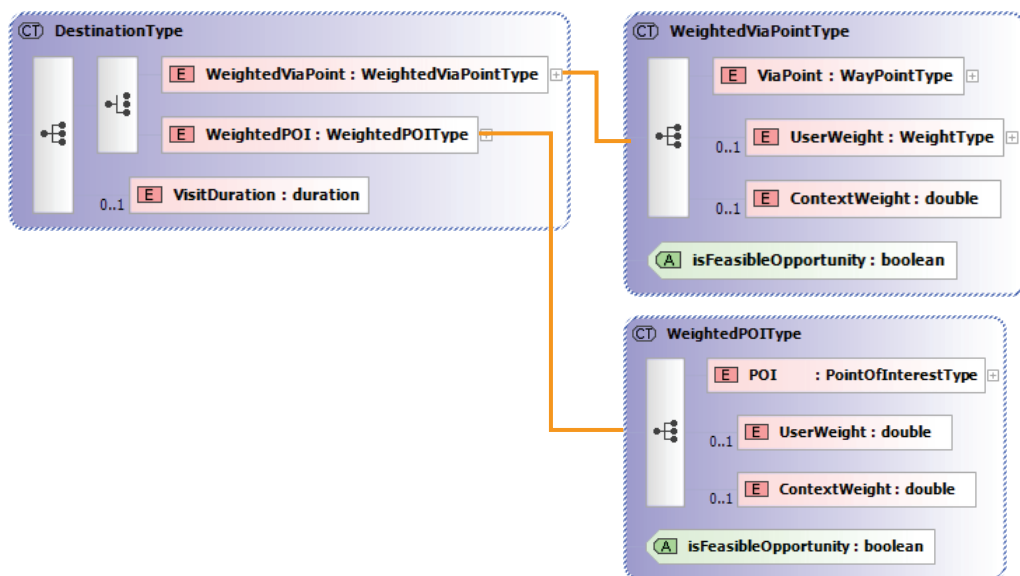 CT DestinationType
E WeightedViaPoint : WeightedViaPointType
E WeightedPOI : WeightedPOIType
0..1 E VisitDuration : duration
CT WeightedViaPointType
E ViaPoint : WayPointType
0..1 E UserWeight : WeightType
0..1 E ContextWeight : double
A isFeasibleOpportunity : boolean
CT WeightedPOIType
E POI : PointOfInterestType
0..1 E UserWeight : double
0..1 E ContextWeight : double
A isFeasibleOpportunity : boolean